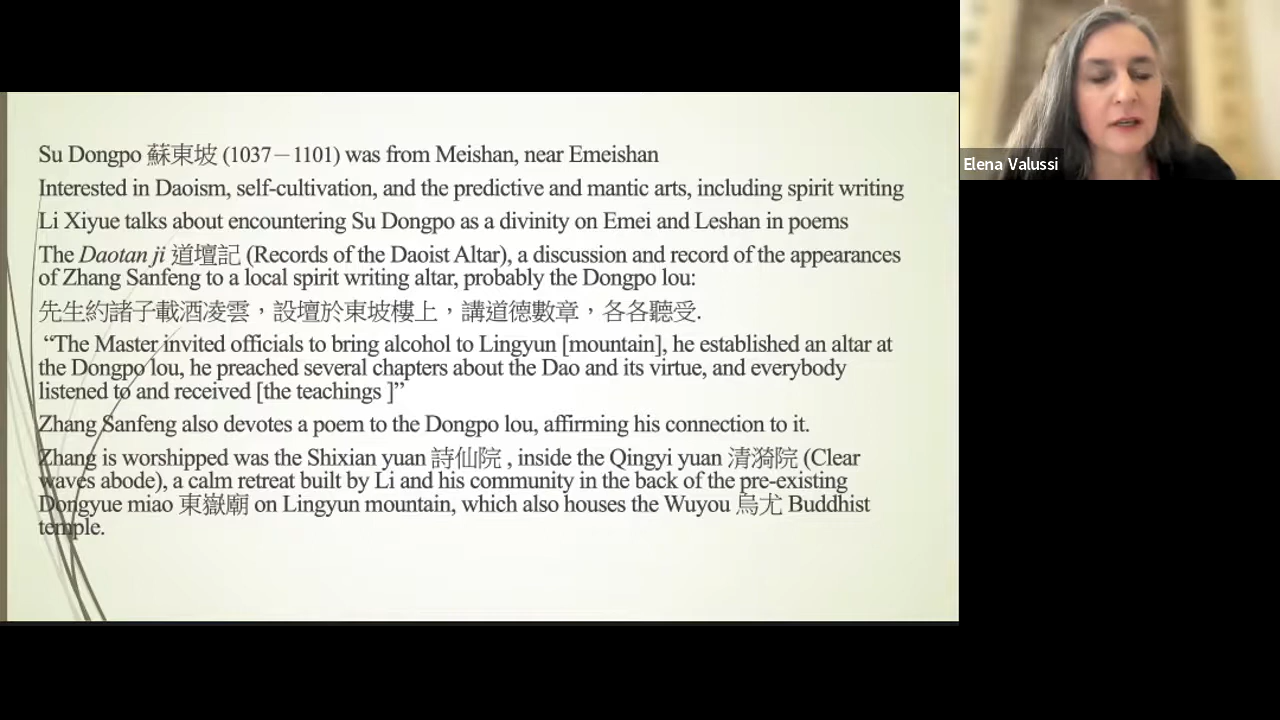 Su Dongpo 蘇東坡 (1037－1101) was from Meishan, near Emeishan
Interested in Daoism, self-cultivation, and the predictive and mantic arts, including spirit writing
Li Xiyue talks about encountering Su Dongpo as a divinity on Emei and Leshan in poems
The Daotan ji 道壇記 (Records of the Daoist Altar), a discussion and record of the appearances
of Zhang Sanfeng to a local spirit writing altar, probably the Dongpo lou:
先生約諸子載酒凌雲，設壇於東坡樓上，講道德數章，各各聽受.
“The Master invited officials to bring alcohol to Lingyun [mountain], he established an altar at
the Dongpo lou, he preached several chapters about the Dao and its virtue, and everybody
listened to and received [the teachings ]”
Zhang Sanfeng also devotes a poem to the Dongpo lou, affirming his connection to it.
Zhang is worshipped was the Shixian yuan 詩仙院 , inside the Qingyi yuan 清漪院 (Clear
waves abode), a calm retreat built by Li and his community in the back of the pre-existing
Dongyue miao 東嶽廟 on Lingyun mountain, which also houses the Wuyou 烏尤 Buddhist
temple.
Elena Valussi